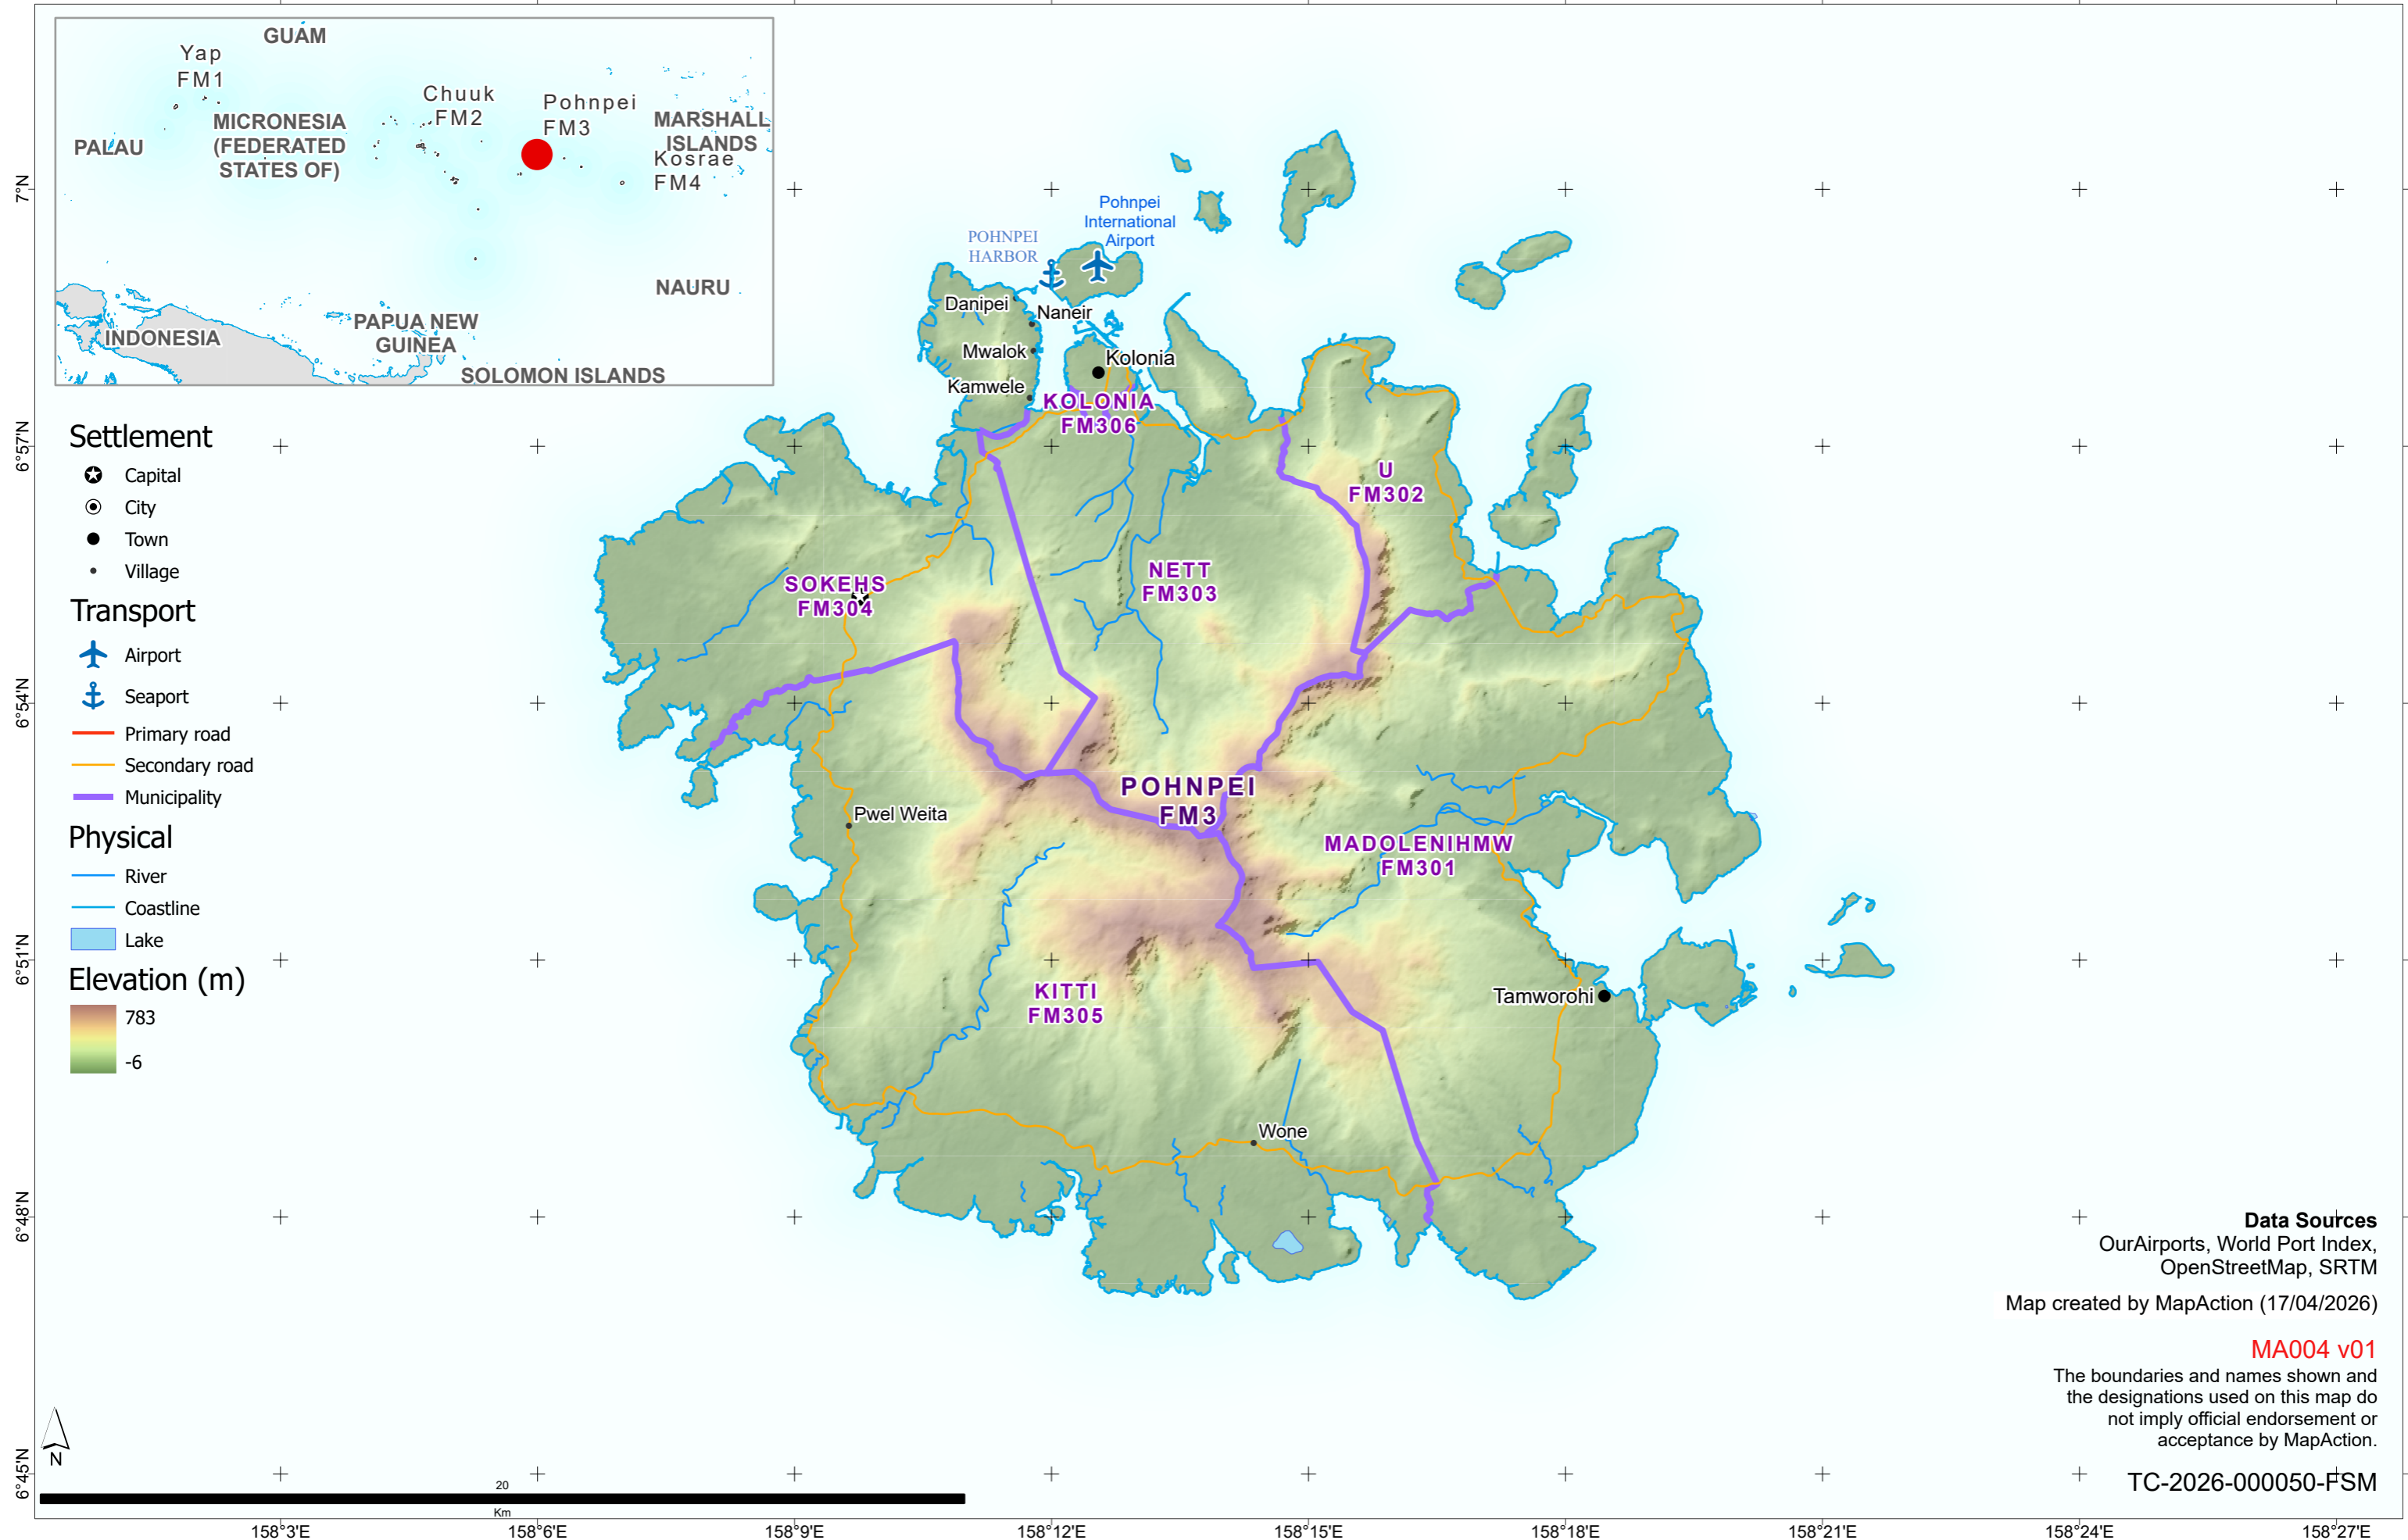 GUAM
Yap
FM1
Chuuk
FM2
Pohnpei
FM3
MICRONESIA
(FEDERATED
STATES OF)
MARSHALL
ISLANDS
PALAU
Kosrae
FM4
NAURU
PAPUA NEW
GUINEA
INDONESIA
SOLOMON ISLANDS
Settlement
Capital
City
Town
Village
Transport
Airport
Seaport
Primary road
Secondary road
Municipality
Physical
River
Coastline
Lake
Elevation (m)
783
-6
Pohnpei
International
Airport
POHNPEI
HARBOR
Danipei
Naneir
Mwalok
Kolonia
Kamwele
KOLONIA
FM306
U
FM302
NETT
FM303
SOKEHS
FM304
POHNPEI
FM3
Pwel Weita
MADOLENIHMW
FM301
KITTI
FM305
Tamworohi
Wone
7°N
6°57'N
6°54'N
6°51'N
6°48'N
6°45'N
N
20
Km
158°3'E
158°6'E
158°9'E
158°12'E
158°15'E
158°18'E
158°21'E
158°24'E
158°27'E
Data Sources
OurAirports, World Port Index,
OpenStreetMap, SRTM
Map created by MapAction (17/04/2026)
MA004 v01
The boundaries and names shown and
the designations used on this map do
not imply official endorsement or
acceptance by MapAction.
TC-2026-000050-FSM